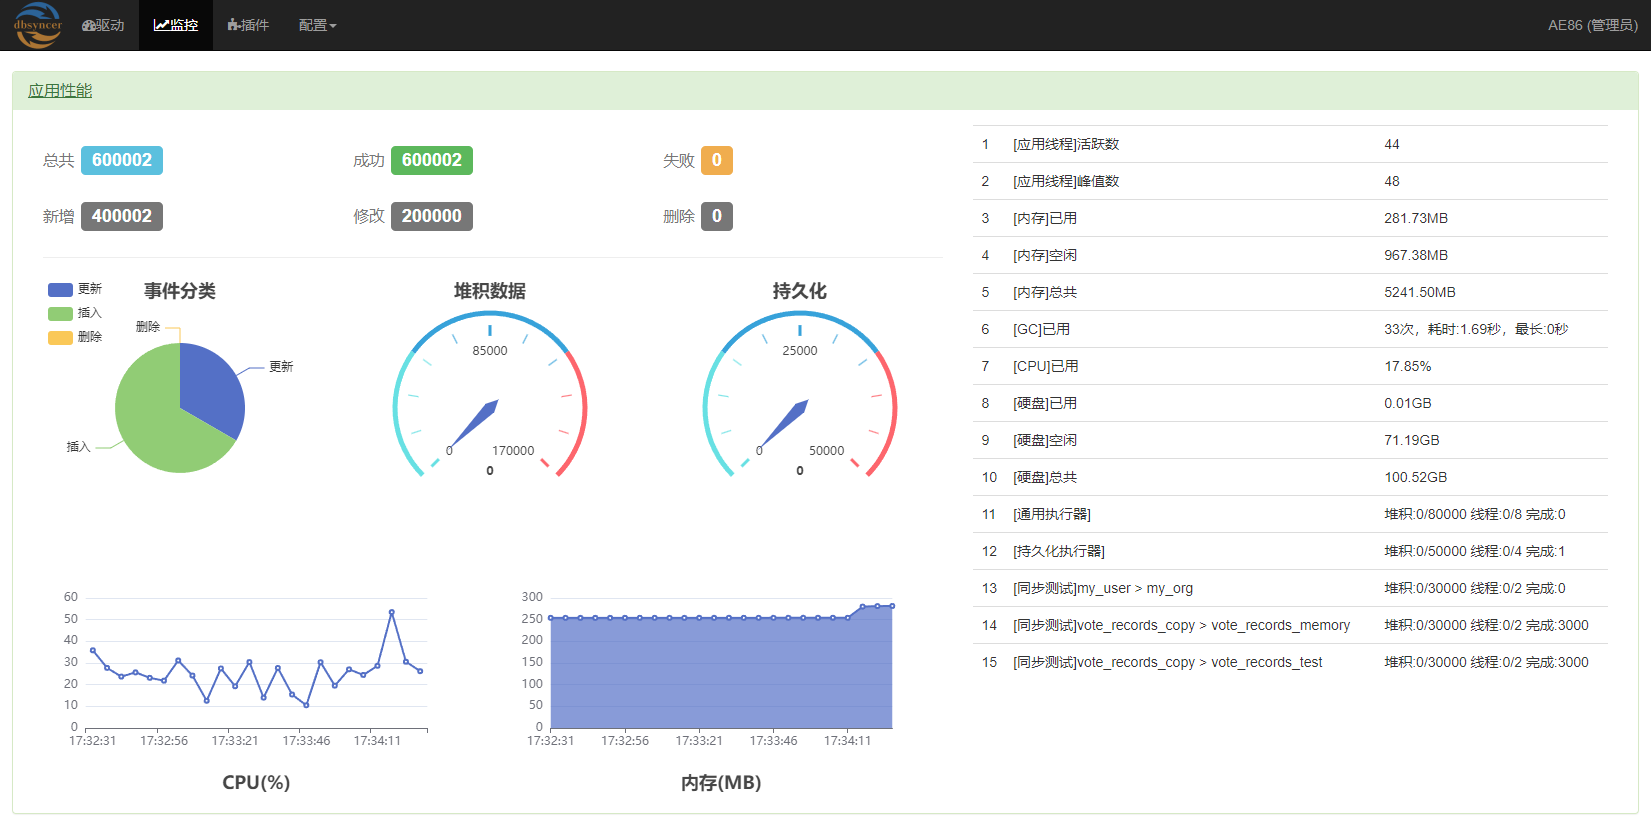 dbsyncer 驱动 监控 插件 配置 AE86 (管理员)
应用性能
总共 600002 成功 600002 失败 0
新增 400002 修改 200000 删除 0
更新
插入
删除
事件分类
删除
更新
插入
堆积数据
85000
0 170000
0
持久化
25000
0 50000
0
60
50
40
30
20
10
0
17:32:31 17:32:56 17:33:21 17:33:46 17:34:11
CPU(%)
300
250
200
150
100
50
0
17:32:31 17:32:56 17:33:21 17:33:46 17:34:11
内存(MB)
1 [应用线程]活跃数 44
2 [应用线程]峰值数 48
3 [内存]已用 281.73MB
4 [内存]空闲 967.38MB
5 [内存]总共 5241.50MB
6 [GC]已用 33次，耗时:1.69秒，最长:0秒
7 [CPU]已用 17.85%
8 [硬盘]已用 0.01GB
9 [硬盘]空闲 71.19GB
10 [硬盘]总共 100.52GB
11 [通用执行器] 堆积:0/80000 线程:0/8 完成:0
12 [持久化执行器] 堆积:0/50000 线程:0/4 完成:1
13 [同步测试]my_user > my_org 堆积:0/30000 线程:0/2 完成:0
14 [同步测试]vote_records_copy > vote_records_memory 堆积:0/30000 线程:0/2 完成:3000
15 [同步测试]vote_records_copy > vote_records_test 堆积:0/30000 线程:0/2 完成:3000